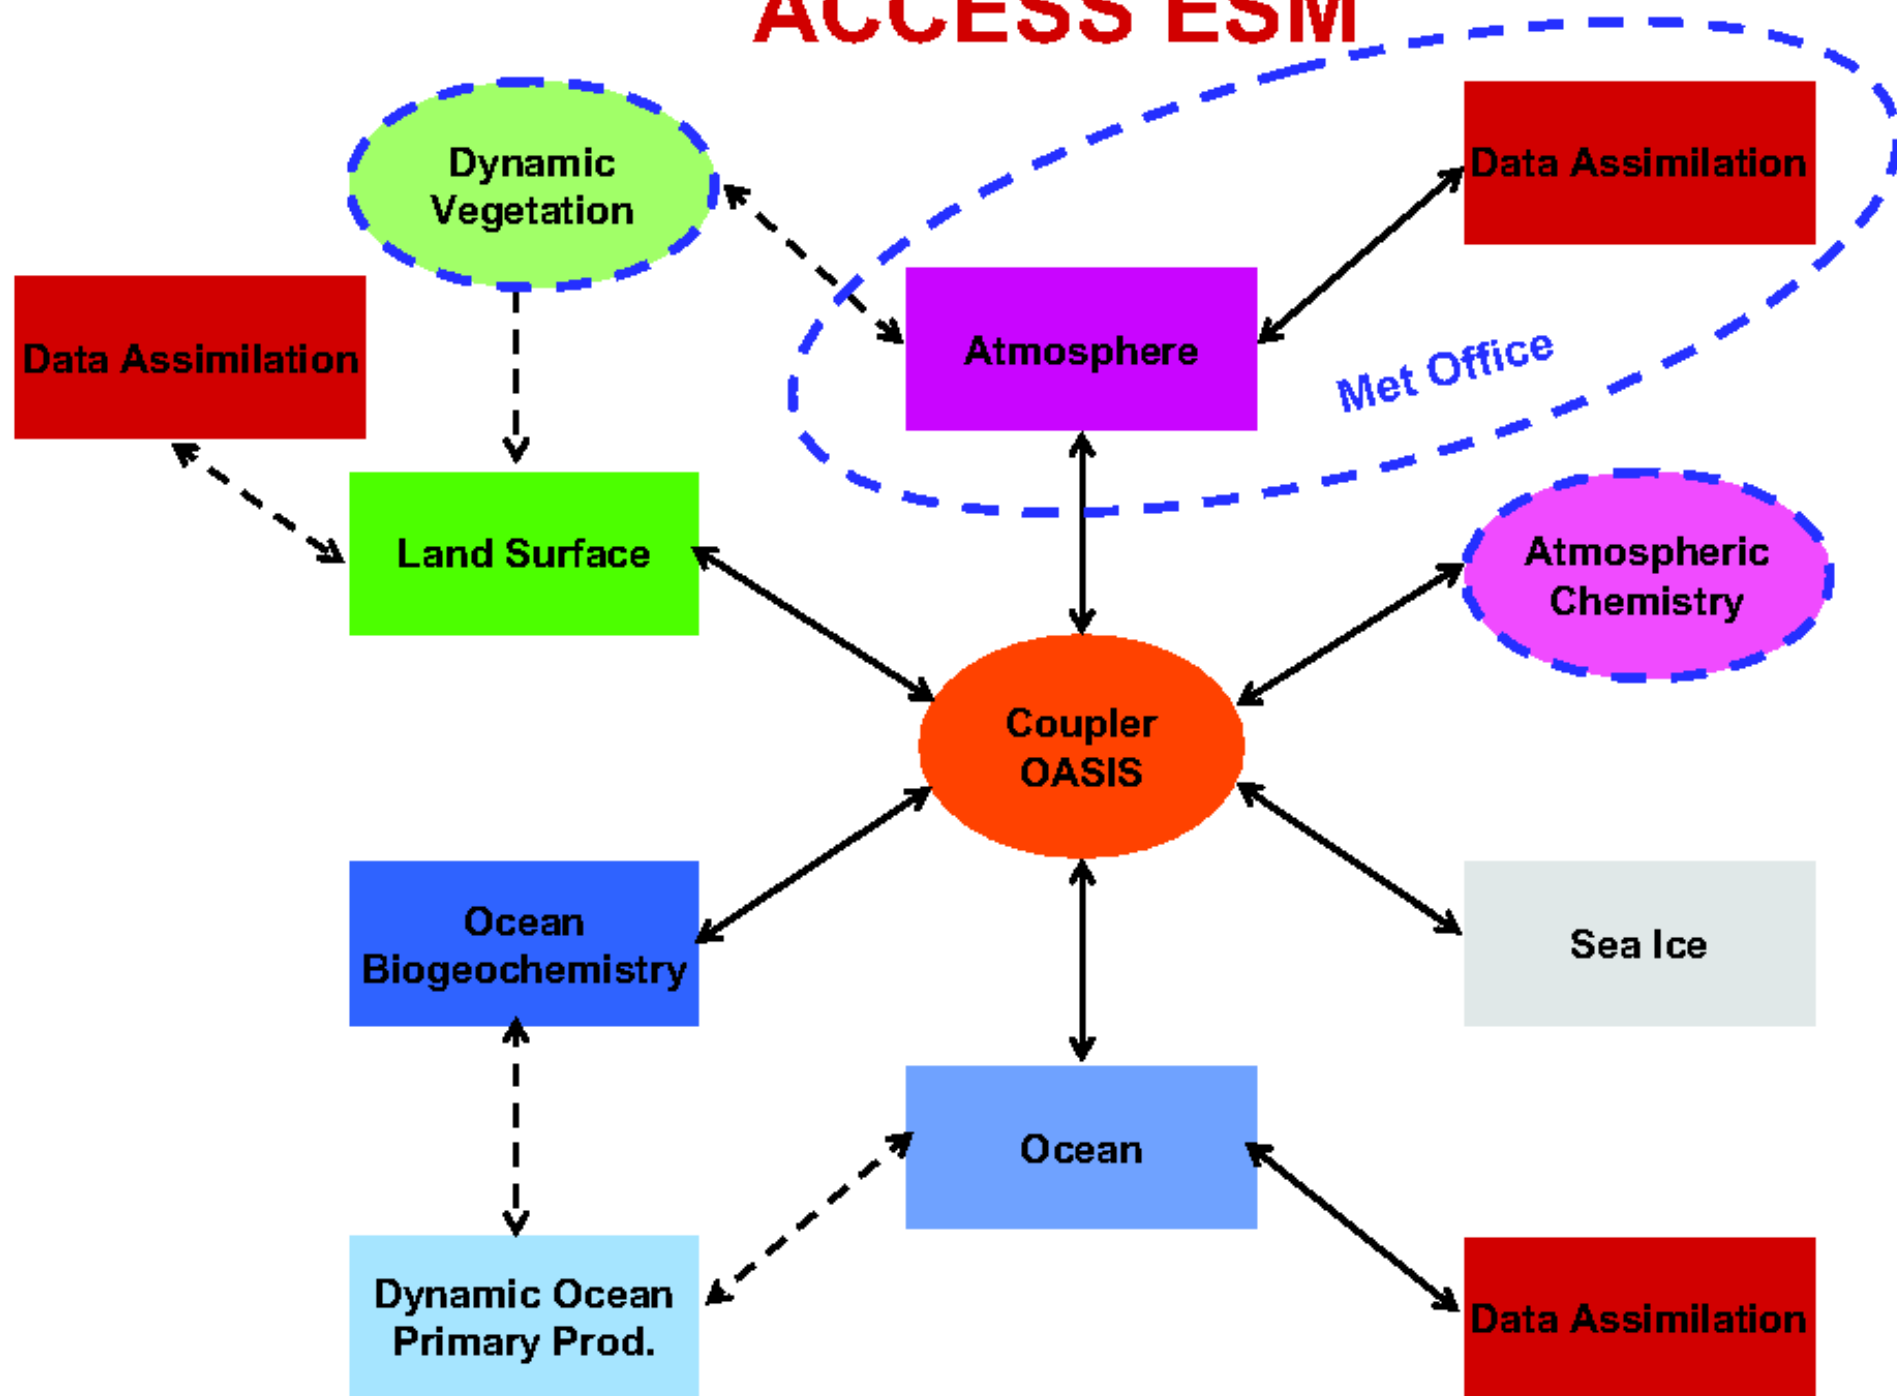 ACCESS ESM
Dynamic
Vegetation
Data Assimilation
Data Assimilation
Atmosphere
Met Office
Land Surface
Atmospheric
Chemistry
Coupler
OASIS
Ocean
Biogeochemistry
Sea Ice
Ocean
Dynamic Ocean
Primary Prod.
Data Assimilation